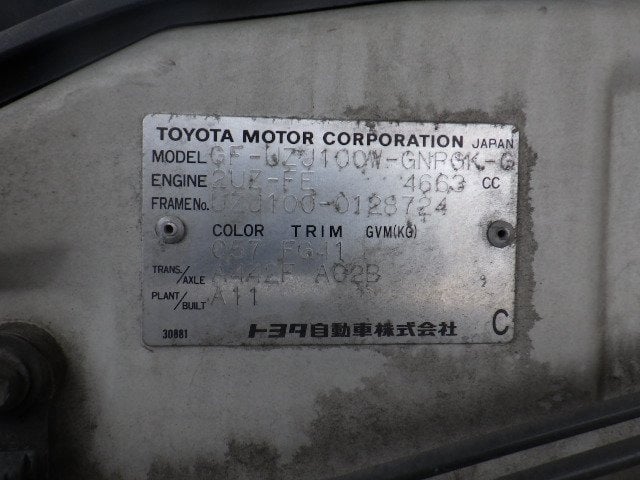 TOYOTA MOTOR CORPORATION JAPAN
MODEL GF-UZJ100W-GNPGK-G
ENGINE 2UZ-FE 4663 CC
FRAME No. UZJ100-0128724
COLOR TRIM GVM(KG)
057 FG41
TRANS./AXLE A442F A02B
PLANT/BUILT A11
30881 トヨタ自動車株式会社 C